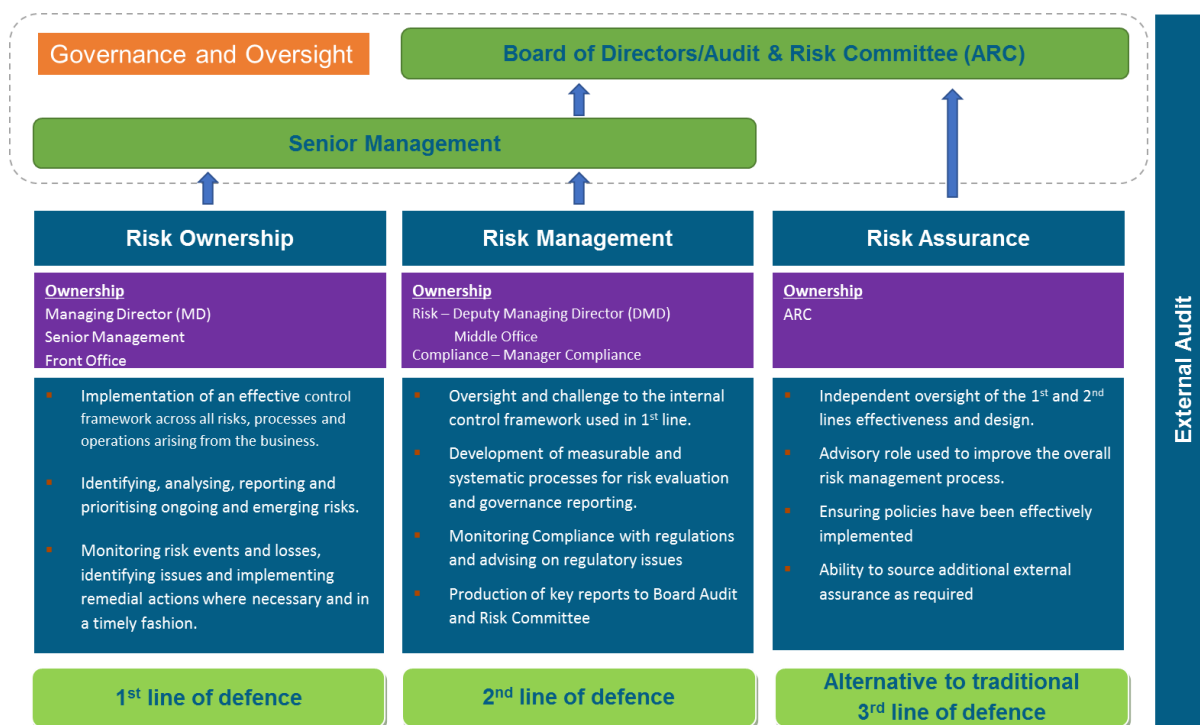 Governance and Oversight
Board of Directors/Audit & Risk Committee (ARC)
Senior Management
Risk Ownership
Ownership
Managing Director (MD)
Senior Management
Front Office
Implementation of an effective control
framework across all risks, processes and
operations arising from the business.
Identifying, analysing, reporting and
prioritising ongoing and emerging risks.
Monitoring risk events and losses,
identifying issues and implementing
remedial actions where necessary and in
a timely fashion.
1st line of defence
Risk Management
Ownership
Risk – Deputy Managing Director (DMD)
Middle Office
Compliance – Manager Compliance
Oversight and challenge to the internal
control framework used in 1st line.
Development of measurable and
systematic processes for risk evaluation
and governance reporting.
Monitoring Compliance with regulations
and advising on regulatory issues
Production of key reports to Board Audit
and Risk Committee
2nd line of defence
Risk Assurance
Ownership
ARC
Independent oversight of the 1st and 2nd
lines effectiveness and design.
Advisory role used to improve the overall
risk management process.
Ensuring policies have been effectively
implemented
Ability to source additional external
assurance as required
Alternative to traditional
3rd line of defence
External Audit